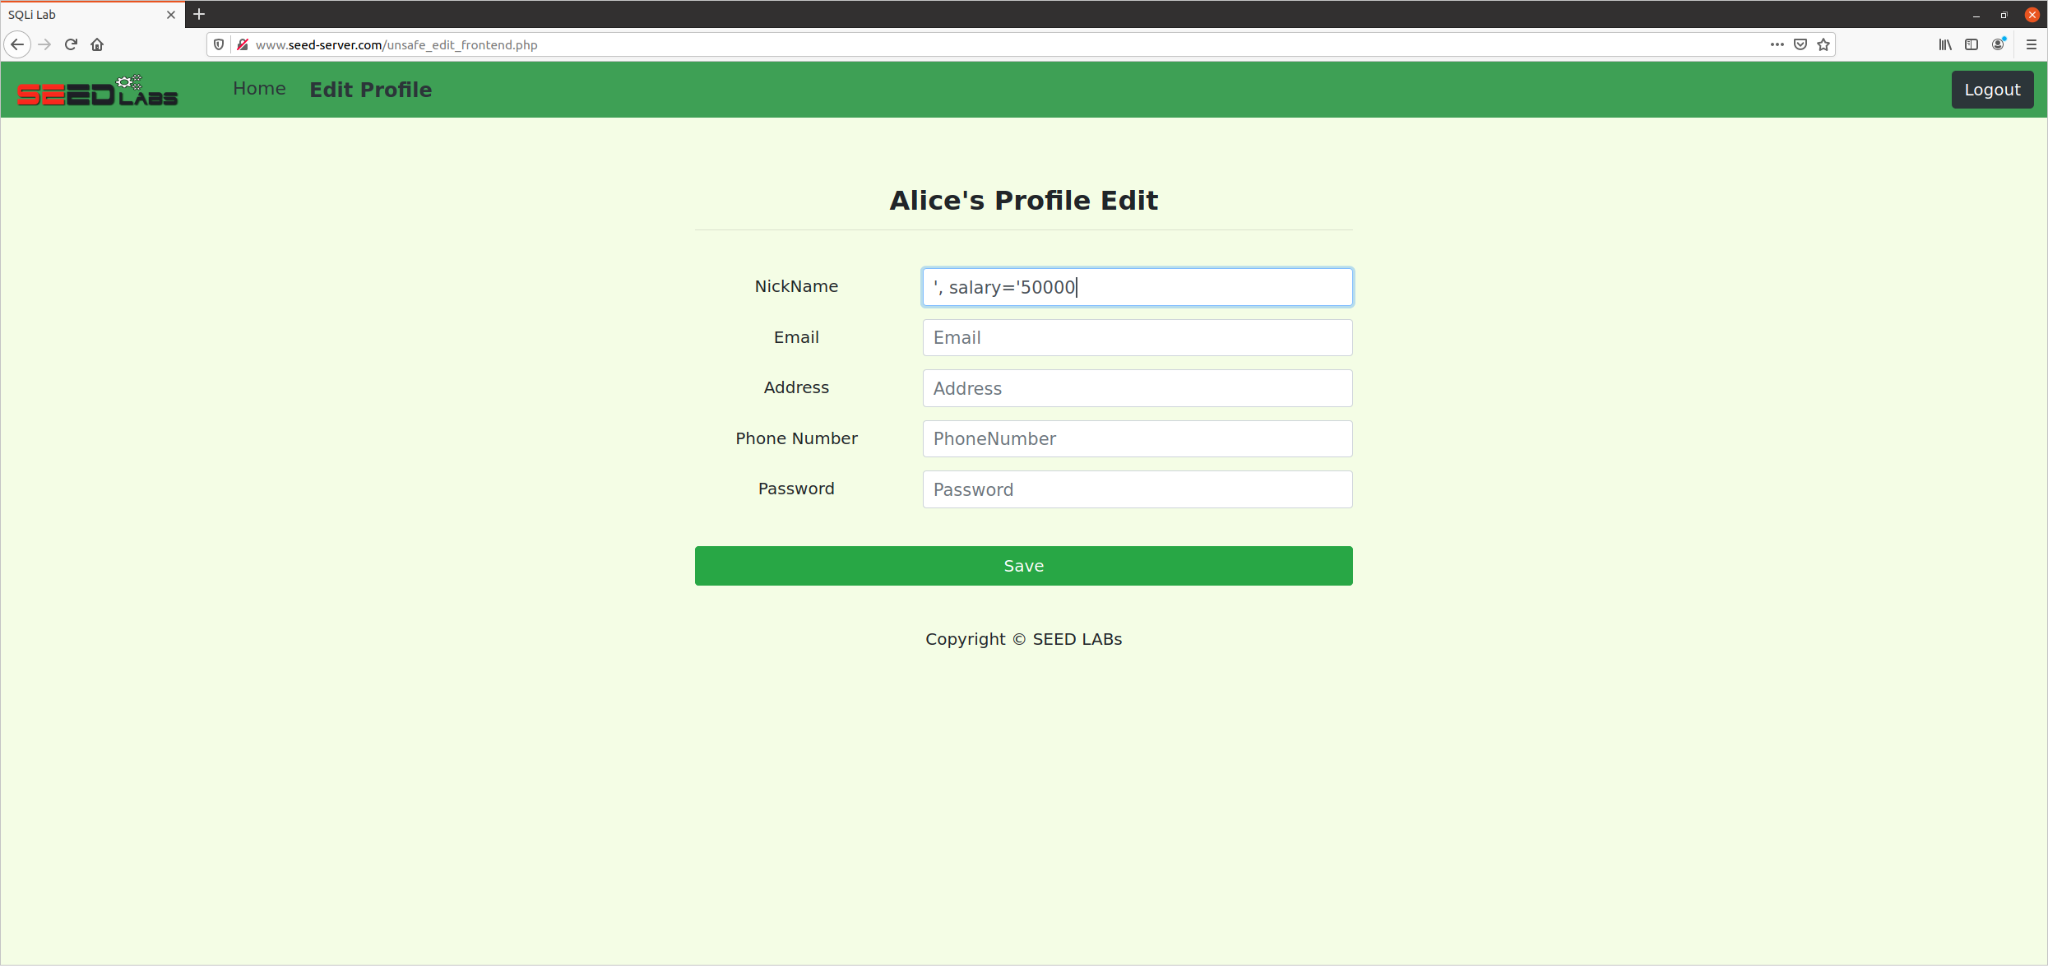 SQLi Lab
www.seed-server.com/unsafe_edit_frontend.php
SEED LABS
Home
Edit Profile
Logout
Alice's Profile Edit
NickName
', salary='50000
Email
Email
Address
Address
Phone Number
PhoneNumber
Password
Password
Save
Copyright © SEED LABs